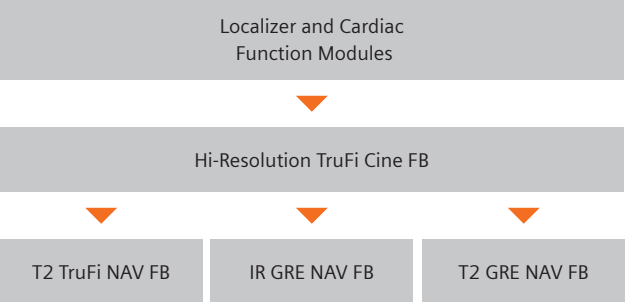 Localizer and Cardiac
Function Modules
Hi-Resolution TruFi Cine FB
T2 TruFi NAV FB
IR GRE NAV FB
T2 GRE NAV FB